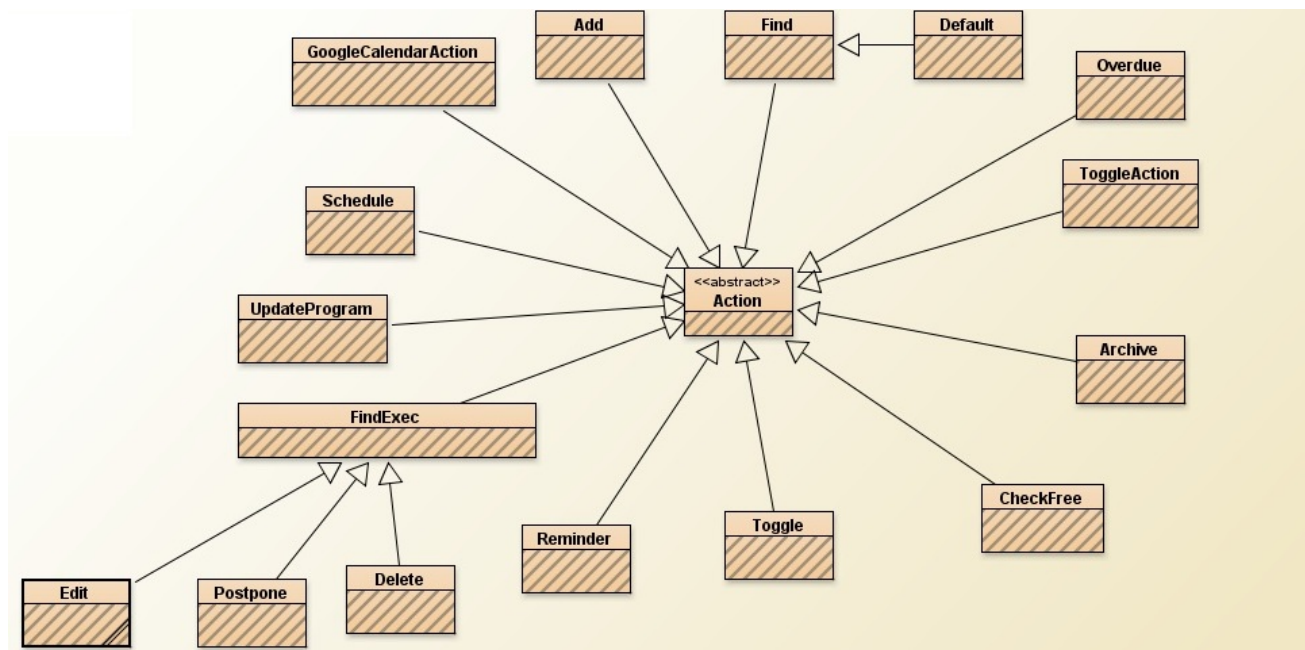 Add
Find
Default
GoogleCalendarAction
Overdue
ToggleAction
Schedule
<<abstract>>
Action
UpdateProgram
Archive
FindExec
CheckFree
Reminder
Toggle
Edit
Postpone
Delete